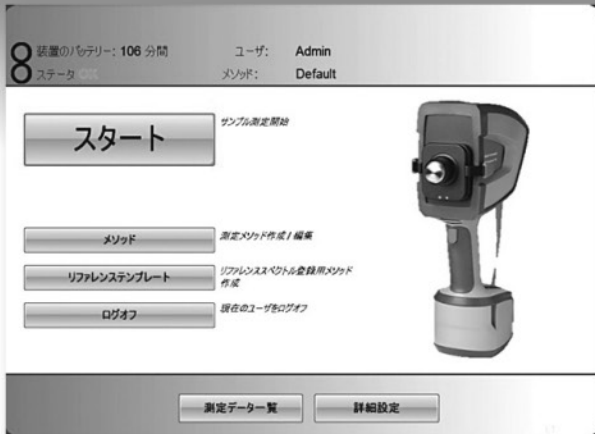 装置のバッテリー: 106 分間
ユーザ: Admin
ステータ OK
メソッド: Default
スタート
サンプル測定開始
メソッド
測定メソッド作成 / 編集
リファレンステンプレート
リファレンススペクトル登録用メソッド
作成
ログオフ
現在のユーザをログオフ
測定データ一覧
詳細設定